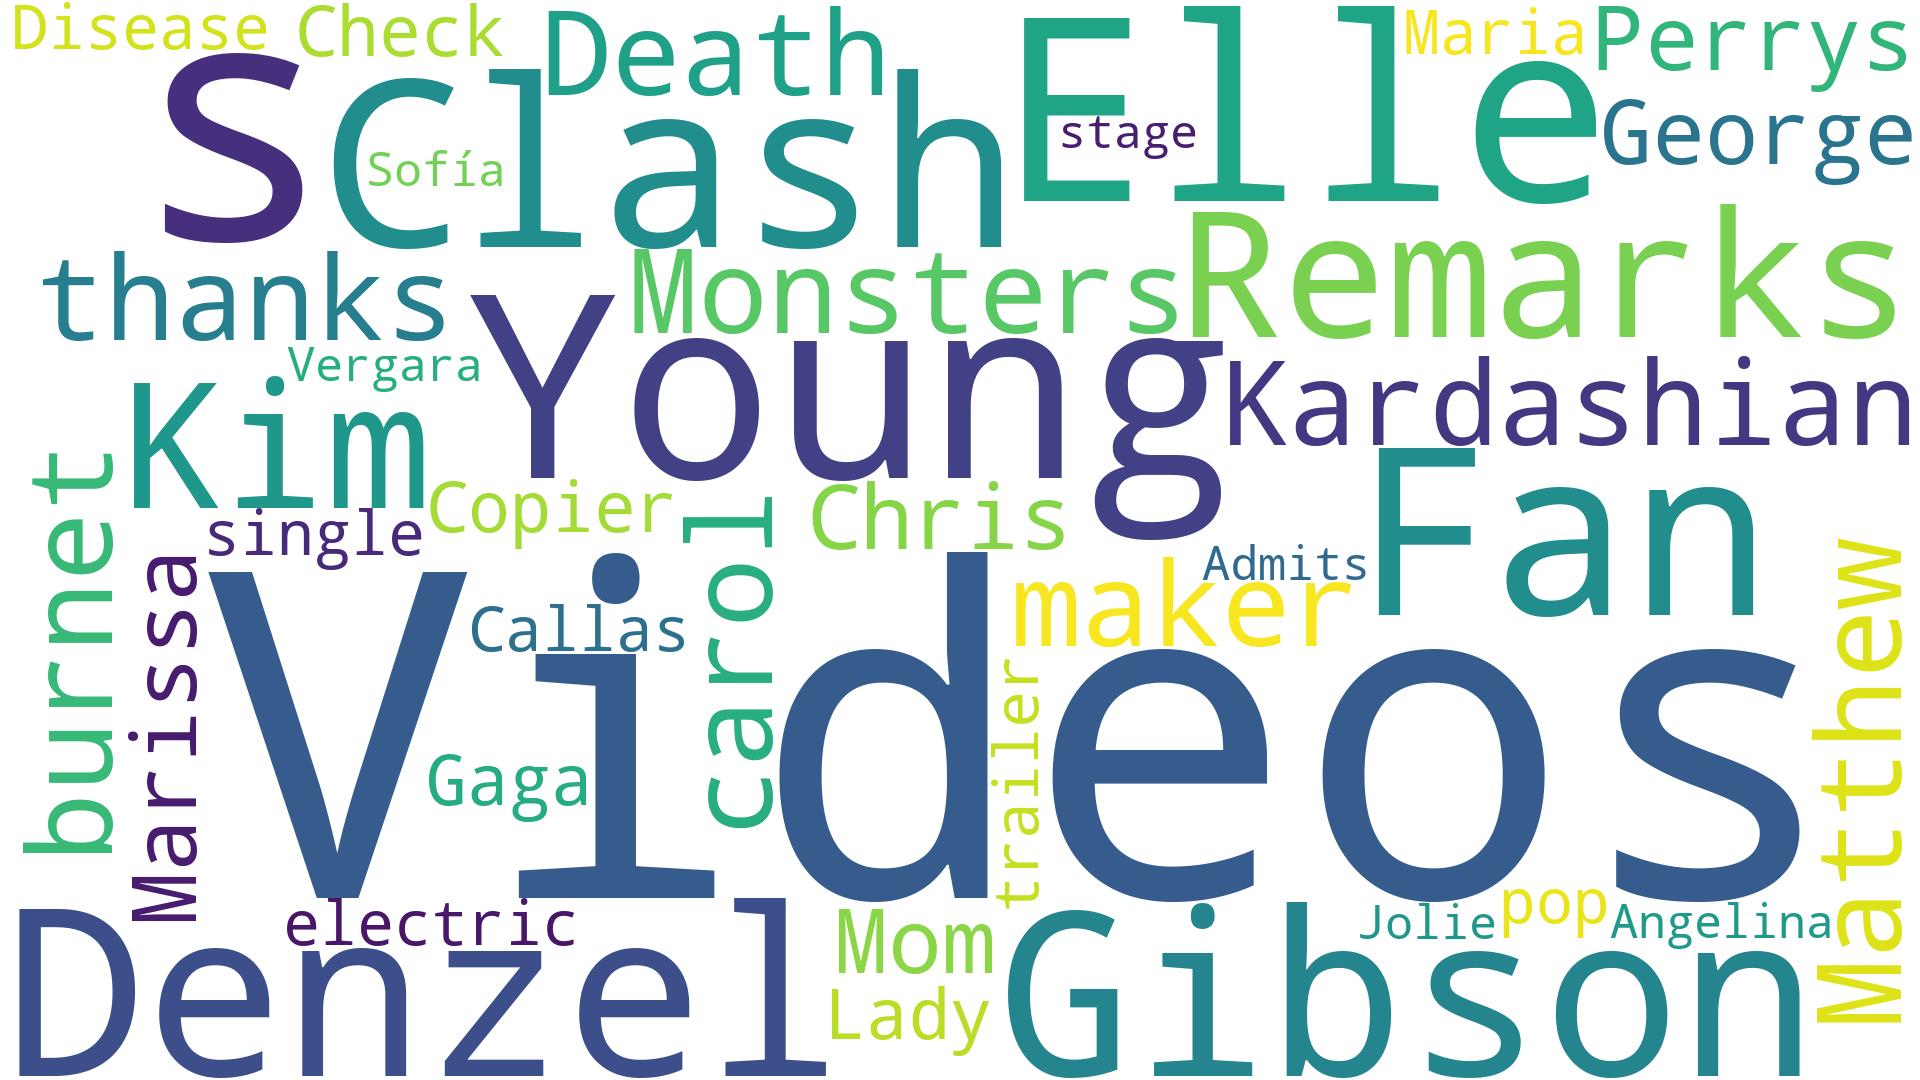 Disease
Check
Death
Elle
Maria
Perrys
S
Clash
stage
George
Sofía
thanks
Monsters
Remarks
Vergara
Young
Kim
Kardashian
burnet
single
Copier
carol
Chris
Fan
Marissa
Videos
Callas
maker
Admits
Matthew
Gaga
trailer
electric
Denzel
Mom
Lady
Gibson
Jolie
pop
Angelina